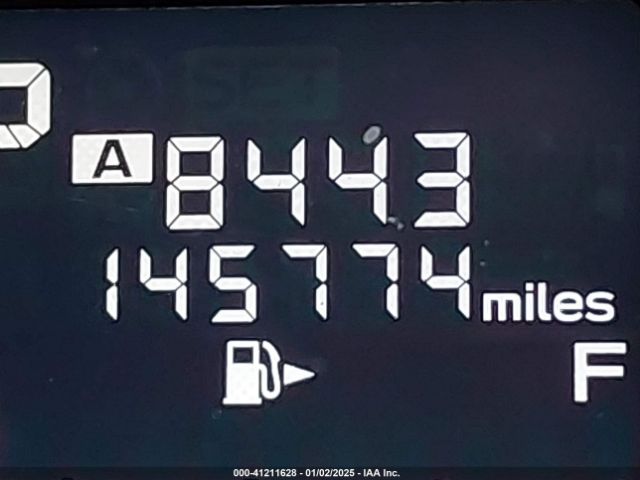 P
A 8443
145774 miles
F
000-41211628 - 01/02/2025 - IAA Inc.